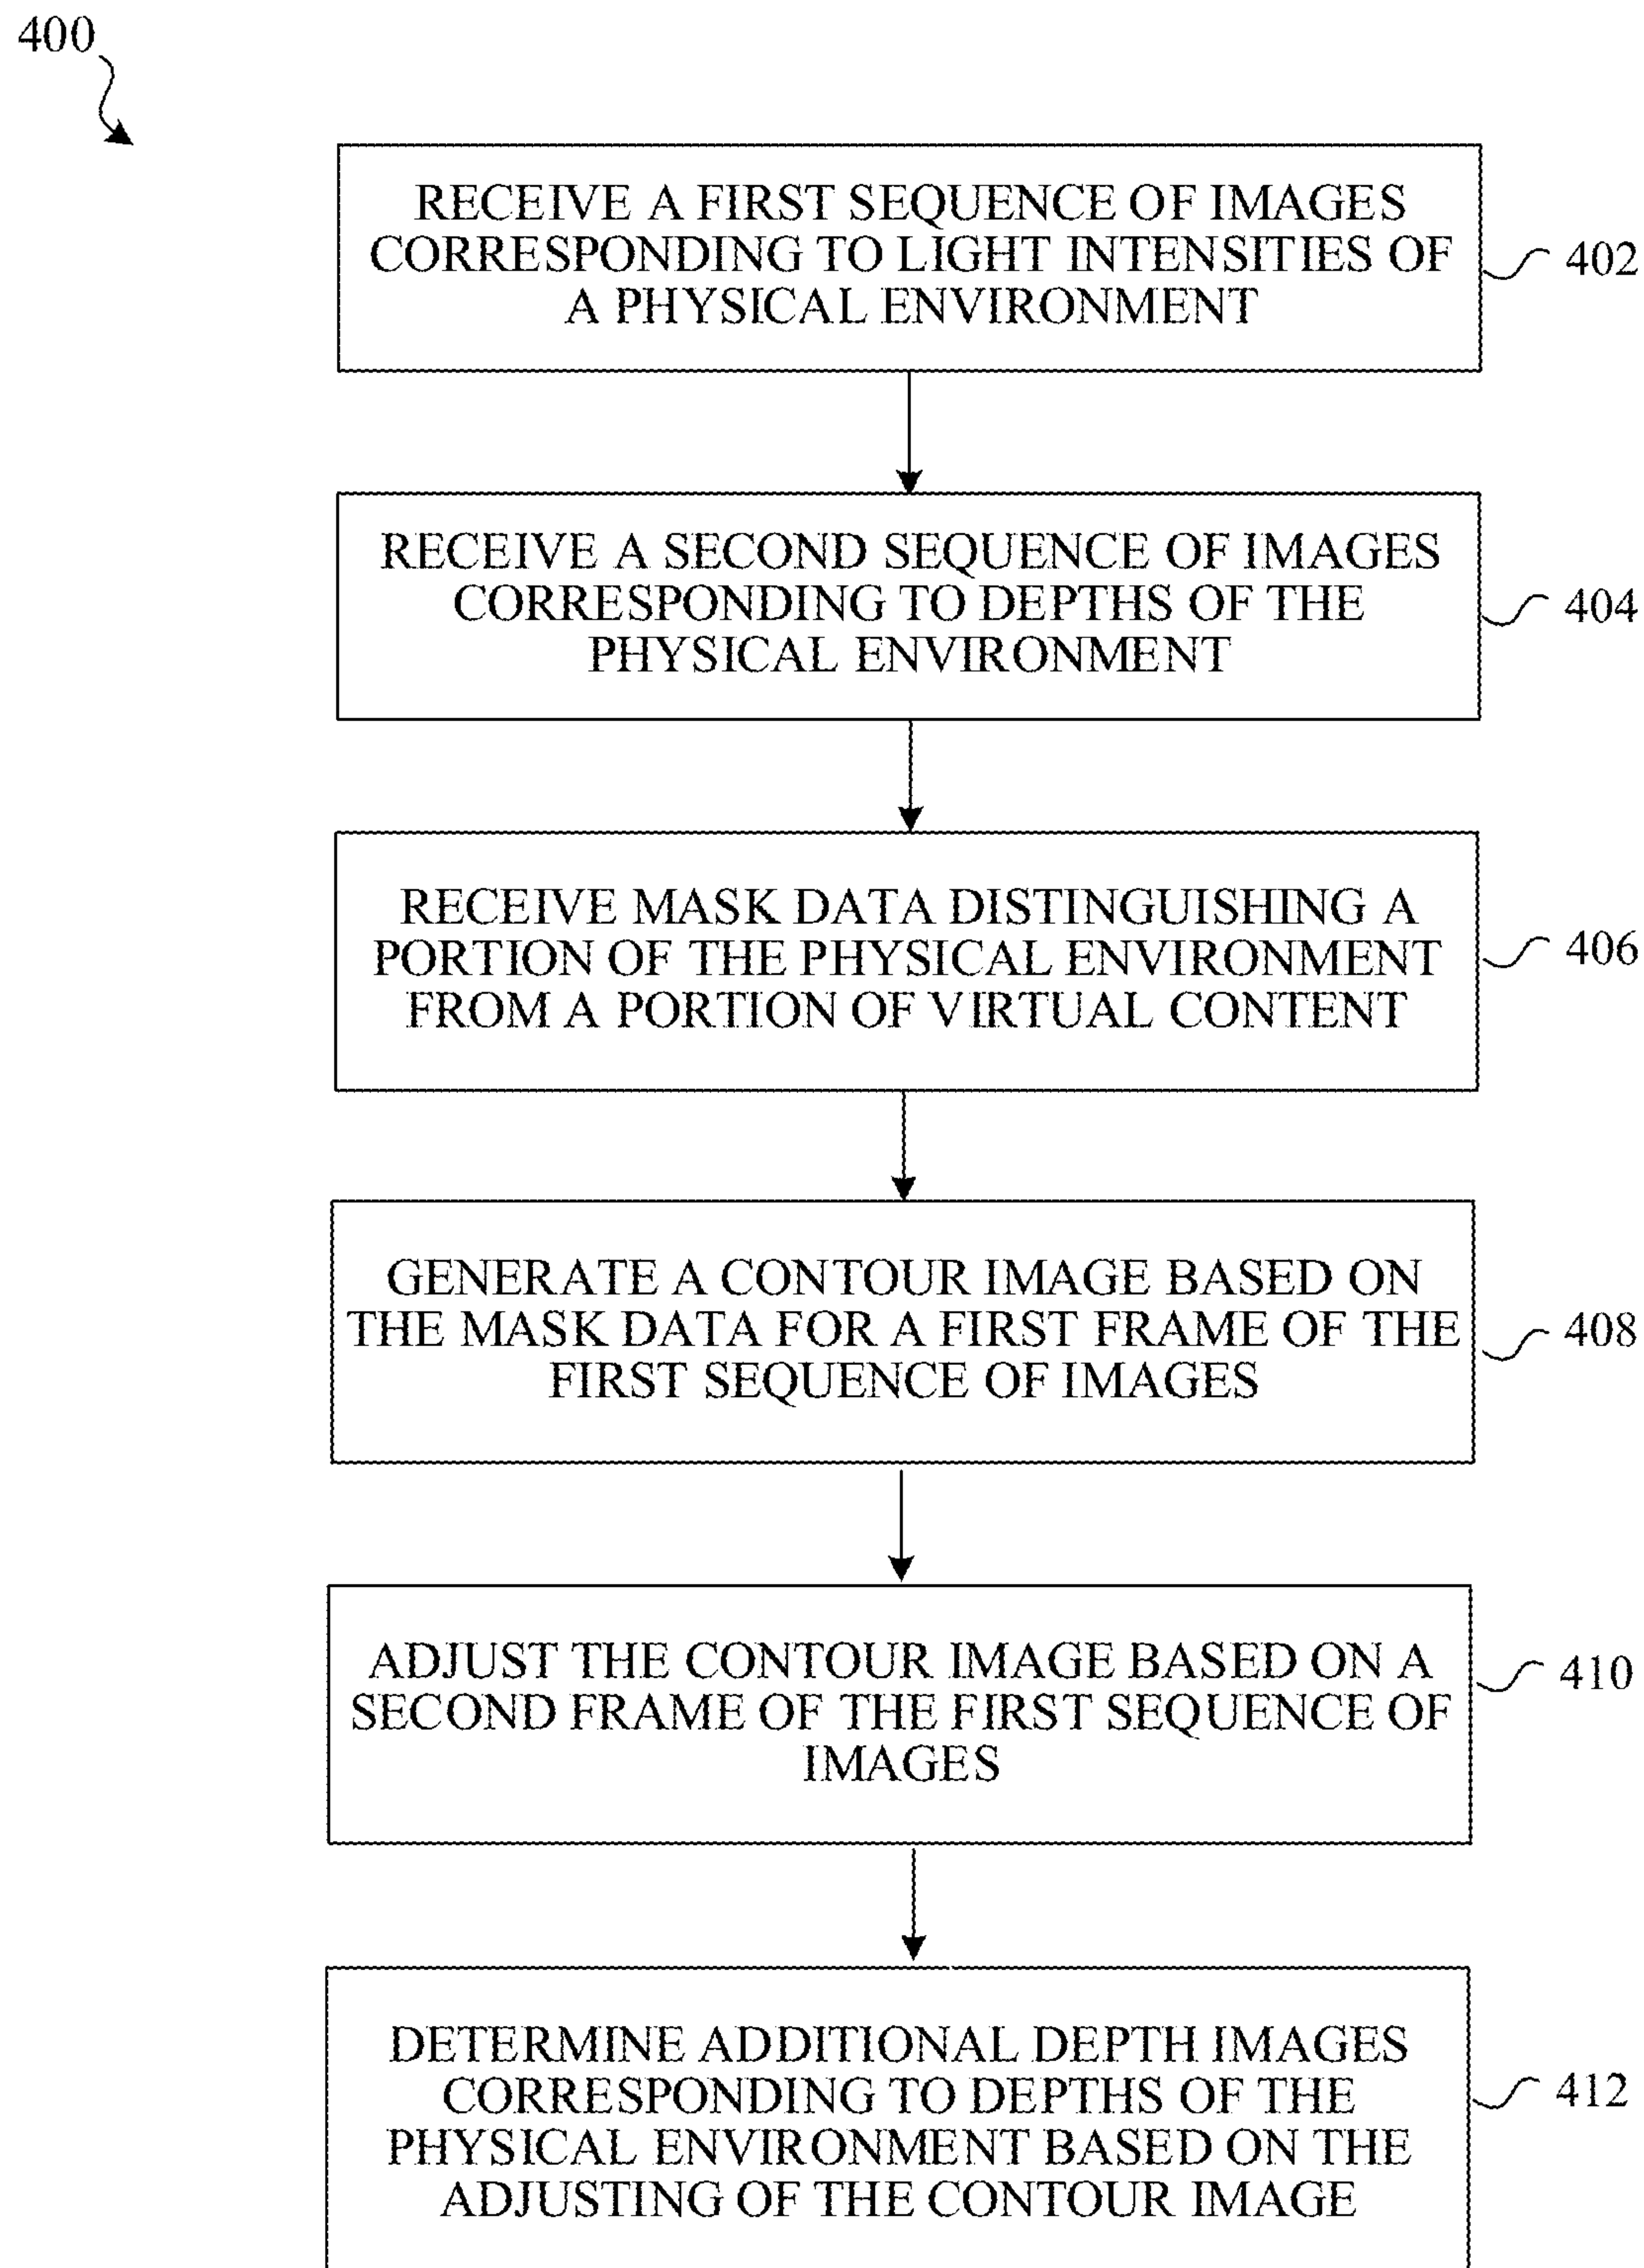 400
RECEIVE A FIRST SEQUENCE OF IMAGES
CORRESPONDING TO LIGHT INTENSITIES OF
A PHYSICAL ENVIRONMENT
402
RECEIVE A SECOND SEQUENCE OF IMAGES
CORRESPONDING TO DEPTHS OF THE
PHYSICAL ENVIRONMENT
404
RECEIVE MASK DATA DISTINGUISHING A
PORTION OF THE PHYSICAL ENVIRONMENT
FROM A PORTION OF VIRTUAL CONTENT
406
GENERATE A CONTOUR IMAGE BASED ON
THE MASK DATA FOR A FIRST FRAME OF THE
FIRST SEQUENCE OF IMAGES
408
ADJUST THE CONTOUR IMAGE BASED ON A
SECOND FRAME OF THE FIRST SEQUENCE OF
IMAGES
410
DETERMINE ADDITIONAL DEPTH IMAGES
CORRESPONDING TO DEPTHS OF THE
PHYSICAL ENVIRONMENT BASED ON THE
ADJUSTING OF THE CONTOUR IMAGE
412